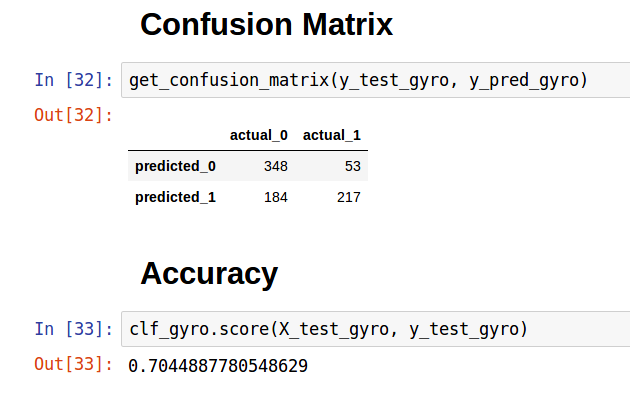 Confusion Matrix
In [32]: get_confusion_matrix(y_test_gyro, y_pred_gyro)
Out[32]:
actual_0 actual_1
predicted_0 348 53
predicted_1 184 217
Accuracy
In [33]: clf_gyro.score(X_test_gyro, y_test_gyro)
Out[33]: 0.7044887780548629